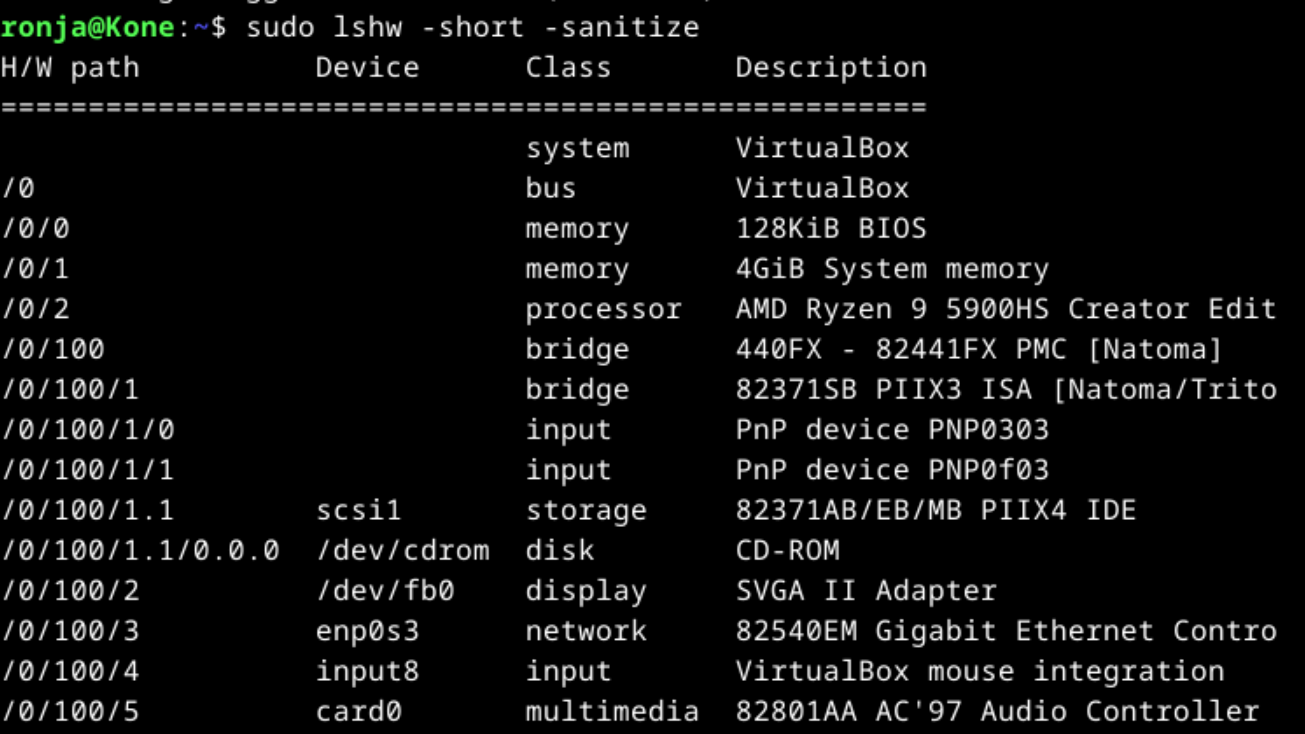 ronja@Kone:~$ sudo lshw -short -sanitize
H/W path Device Class Description
=====================================================
system VirtualBox
/0 bus VirtualBox
/0/0 memory 128KiB BIOS
/0/1 memory 4GiB System memory
/0/2 processor AMD Ryzen 9 5900HS Creator Edit
/0/100 bridge 440FX - 82441FX PMC [Natoma]
/0/100/1 bridge 82371SB PIIX3 ISA [Natoma/Trito
/0/100/1/0 input PnP device PNP0303
/0/100/1/1 input PnP device PNP0f03
/0/100/1.1 scsi1 storage 82371AB/EB/MB PIIX4 IDE
/0/100/1.1/0.0.0 /dev/cdrom disk CD-ROM
/0/100/2 /dev/fb0 display SVGA II Adapter
/0/100/3 enp0s3 network 82540EM Gigabit Ethernet Contro
/0/100/4 input8 input VirtualBox mouse integration
/0/100/5 card0 multimedia 82801AA AC'97 Audio Controller